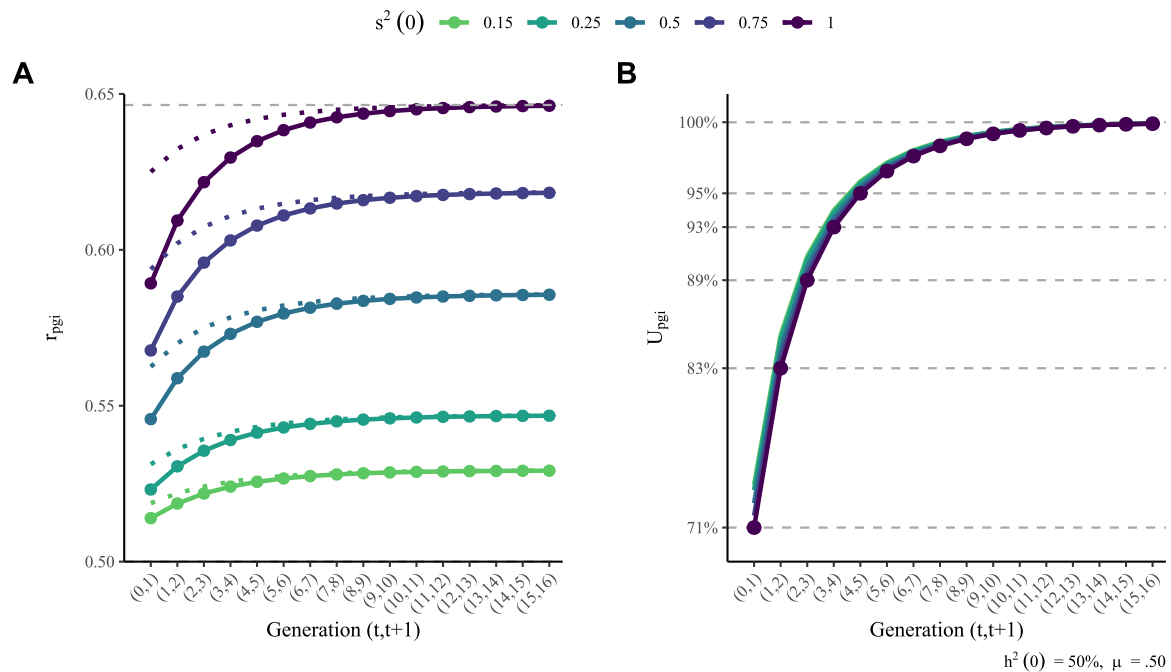 s² (0) 0.15 0.25 0.5 0.75 1
A
B
r_pgi
0.65
0.60
0.55
0.50
(0,1) (1,2) (2,3) (3,4) (4,5) (5,6) (6,7) (7,8) (8,9) (9,10) (10,11) (11,12) (12,13) (13,14) (14,15) (15,16)
Generation (t,t+1)
U_pgi
100%
95%
93%
89%
83%
71%
(0,1) (1,2) (2,3) (3,4) (4,5) (5,6) (6,7) (7,8) (8,9) (9,10) (10,11) (11,12) (12,13) (13,14) (14,15) (15,16)
Generation (t,t+1)
h² (0) = 50%, μ = .50